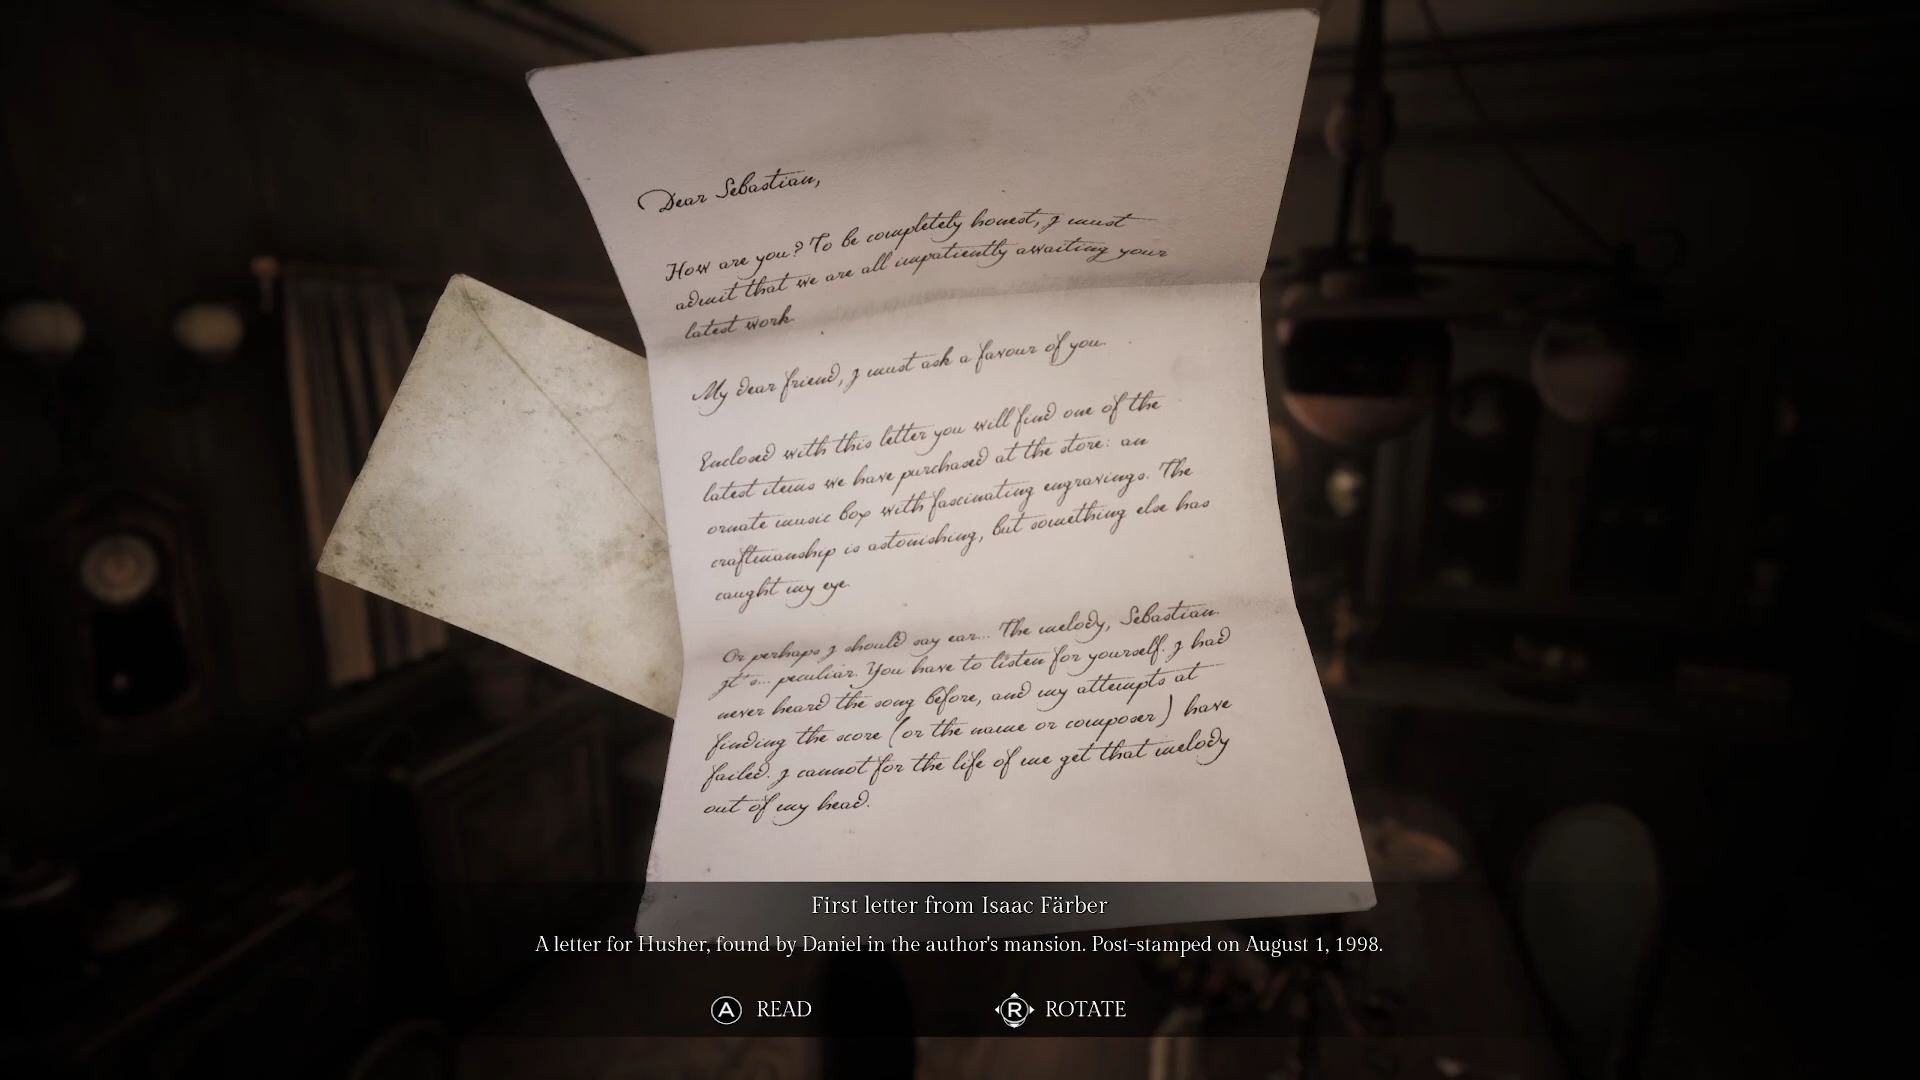 Dear Sebastian,
How are you? To be completely honest, I must
admit that we are all impatiently awaiting your
latest work.
My dear friend, I must ask a favour of you.
Enclosed with this letter you will find one of the
latest items we have purchased at the store: an
ornate music box with fascinating engravings. The
craftmanship is astonishing, but something else has
caught my eye.
Or perhaps I should say ear... The melody, Sebastian.
It's... peculiar. You have to listen for yourself. I had
never heard the song before, and my attempts at
finding the score (or the name or composer) have
failed. I cannot for the life of me get that melody
out of my head.
First letter from Isaac Färber
A letter for Husher, found by Daniel in the author's mansion. Post-stamped on August 1, 1998.
A READ
R ROTATE